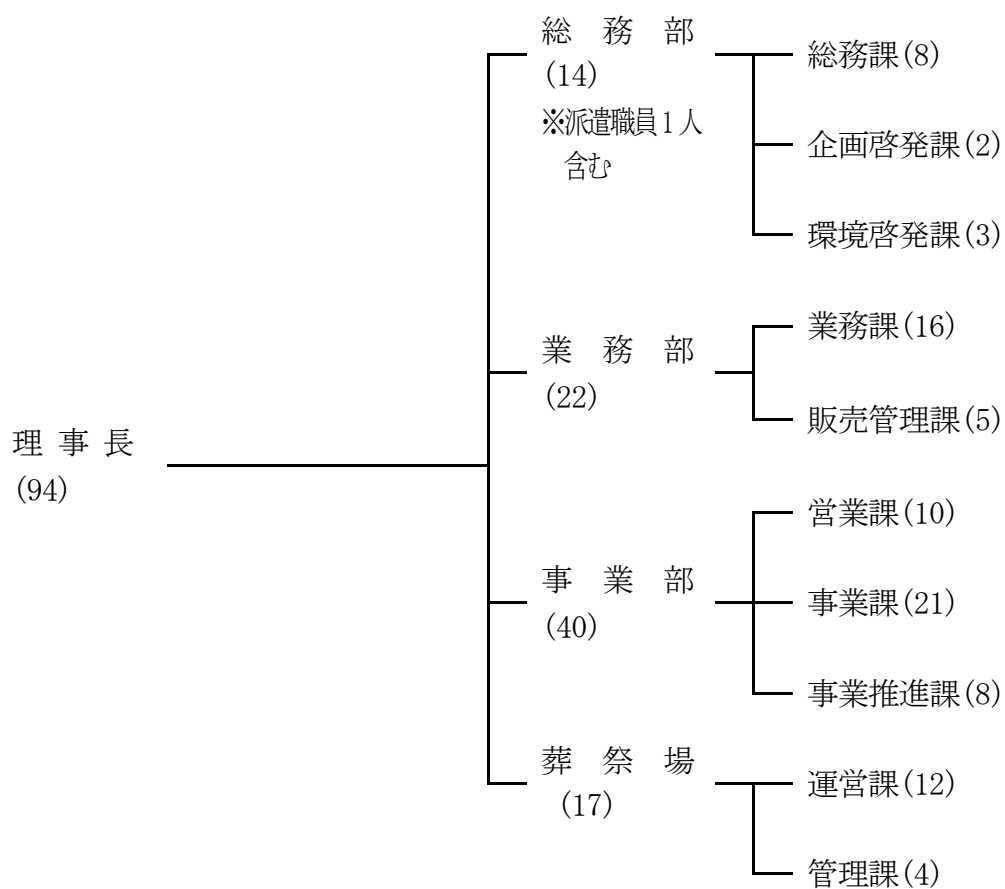 総務部
(14)
※派遣職員1人
含む
総務課(8)
企画啓発課(2)
環境啓発課(3)
業務部
(22)
業務課(16)
販売管理課(5)
理事長
(94)
事業部
(40)
営業課(10)
事業課(21)
事業推進課(8)
葬祭場
(17)
運営課(12)
管理課(4)